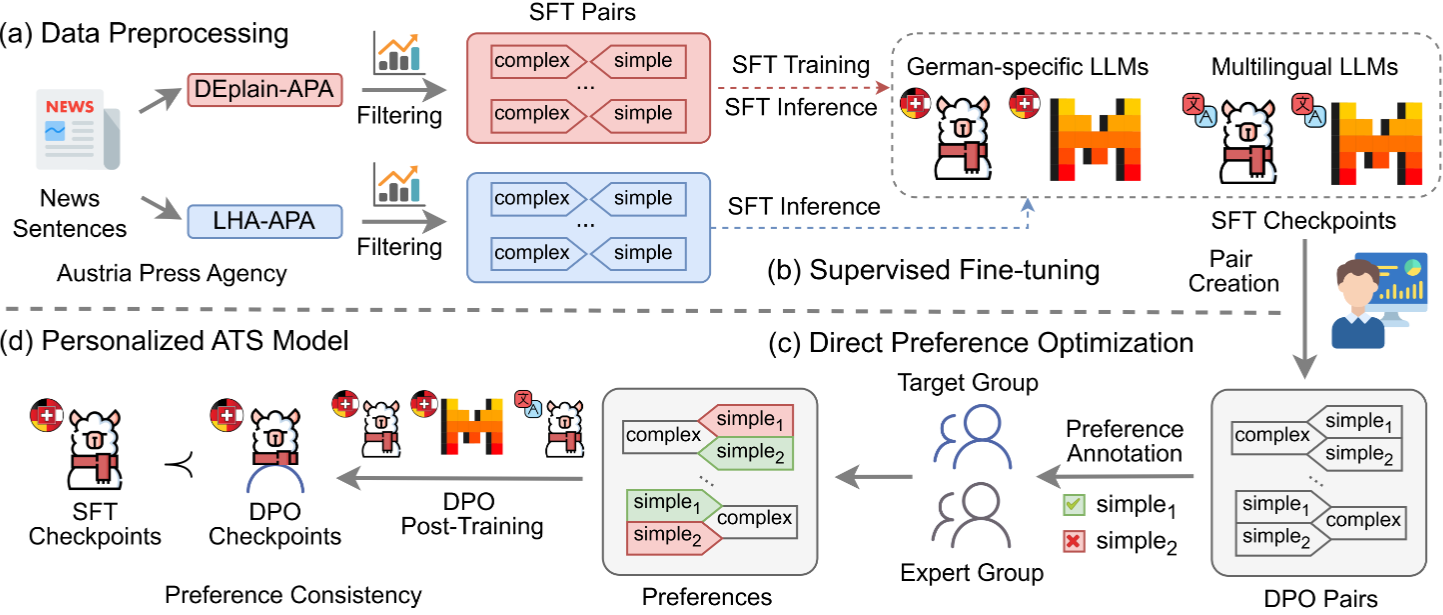 (a) Data Preprocessing
NEWS
News
Sentences
Austria Press Agency
DEplain-APA
LHA-APA
Filtering
Filtering
SFT Pairs
complex simple
...
complex simple
complex simple
...
complex simple
SFT Training
SFT Inference
SFT Inference
German-specific LLMs
Multilingual LLMs
文
A
文
A
SFT Checkpoints
(b) Supervised Fine-tuning
Pair
Creation
(c) Direct Preference Optimization
complex
simple1
simple2
...
simple1
simple2
complex
DPO Pairs
Preference
Annotation
simple1
simple2
Target Group
Expert Group
complex
simple1
simple2
...
simple1
simple2
complex
Preferences
(d) Personalized ATS Model
文
A
DPO
Post-Training
SFT
Checkpoints
≺
DPO
Checkpoints
Preference Consistency